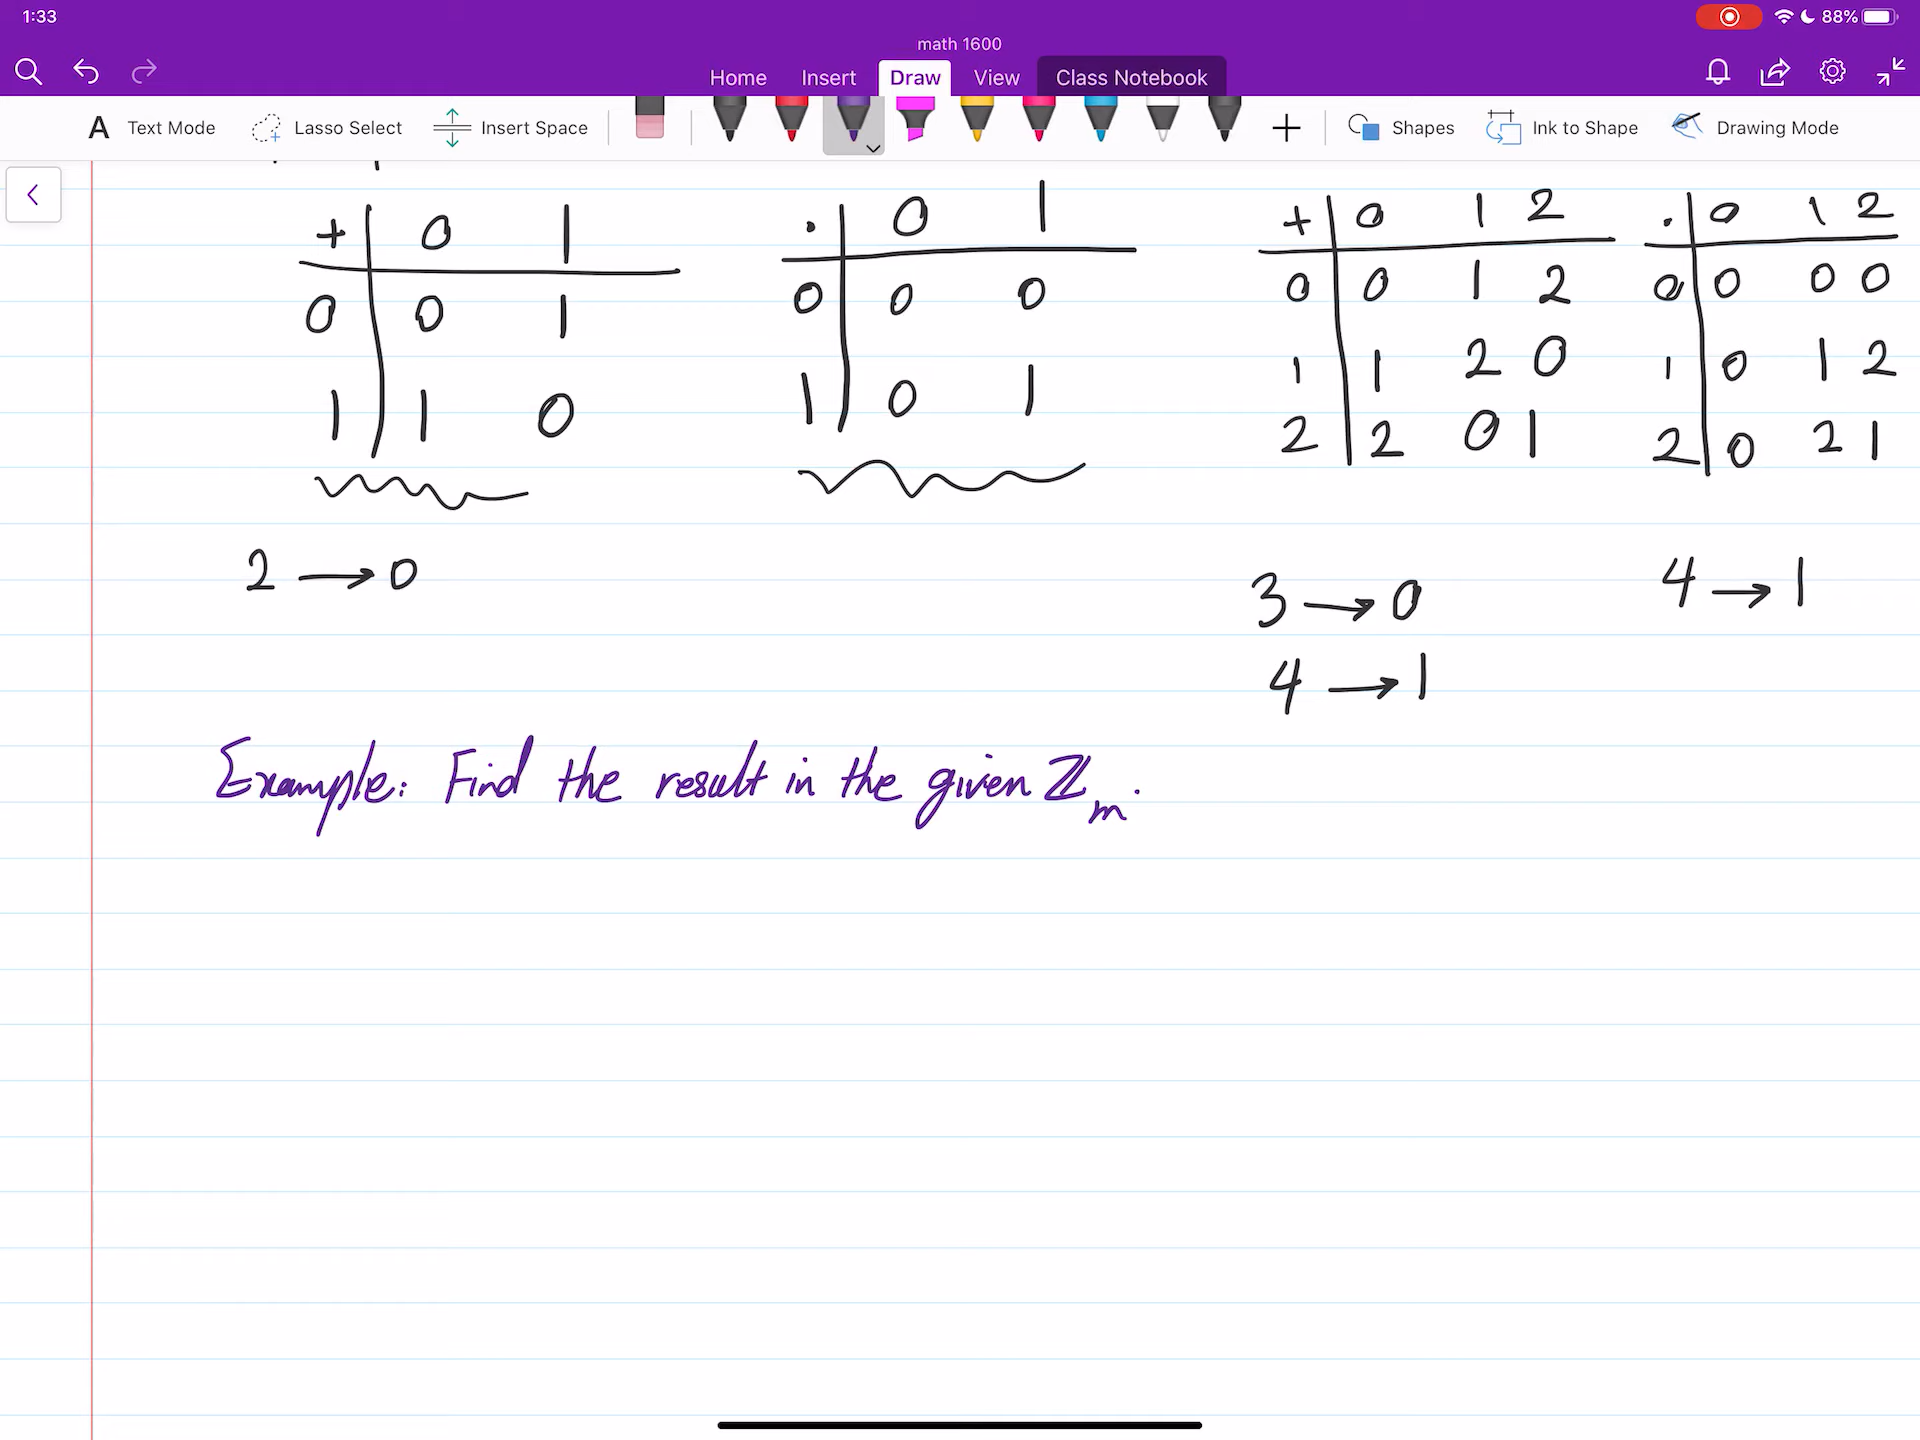 1:33
88%
math 1600
Home Insert Draw View Class Notebook
A Text Mode Lasso Select Insert Space + Shapes Ink to Shape Drawing Mode
+ 0 1
0 0 1
1 1 0
· 0 1
0 0 0
1 0 1
+ 0 1 2
0 0 1 2
1 1 2 0
2 2 0 1
· 0 1 2
0 0 0 0
1 0 1 2
2 0 2 1
2 → 0
3 → 0
4 → 1
4 → 1
Example: Find the result in the given ℤₘ.